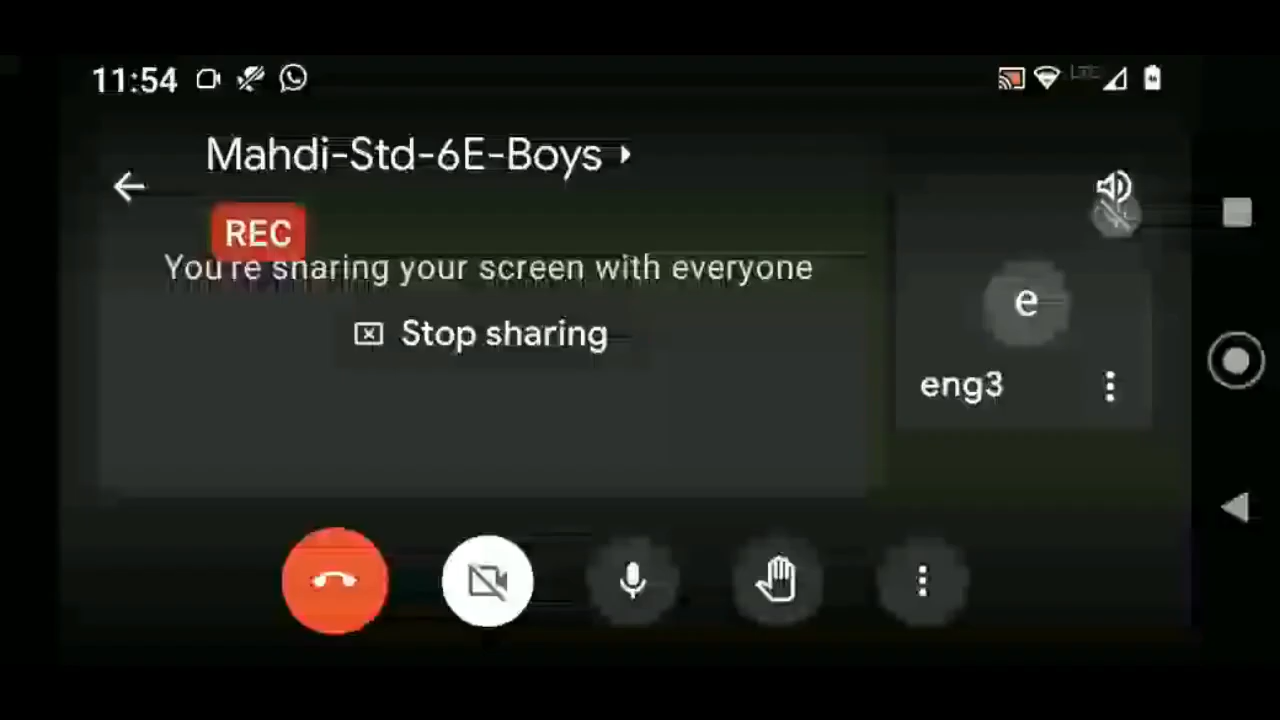 11:54
Mahdi-Std-6E-Boys
REC
You're sharing your screen with everyone
Stop sharing
e
eng3